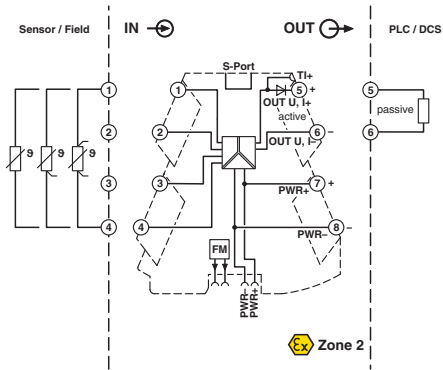 Sensor / Field
IN
OUT
PLC / DCS
S-Port
TI+
1
1
5
+
5
OUT U, I+
active
passive
2
2
6
–
6
OUT U, I–
ϑ
ϑ
ϑ
3
3
7
+
PWR+
4
4
8
–
PWR–
FM
PWR–
PWR+
Ex
Zone 2